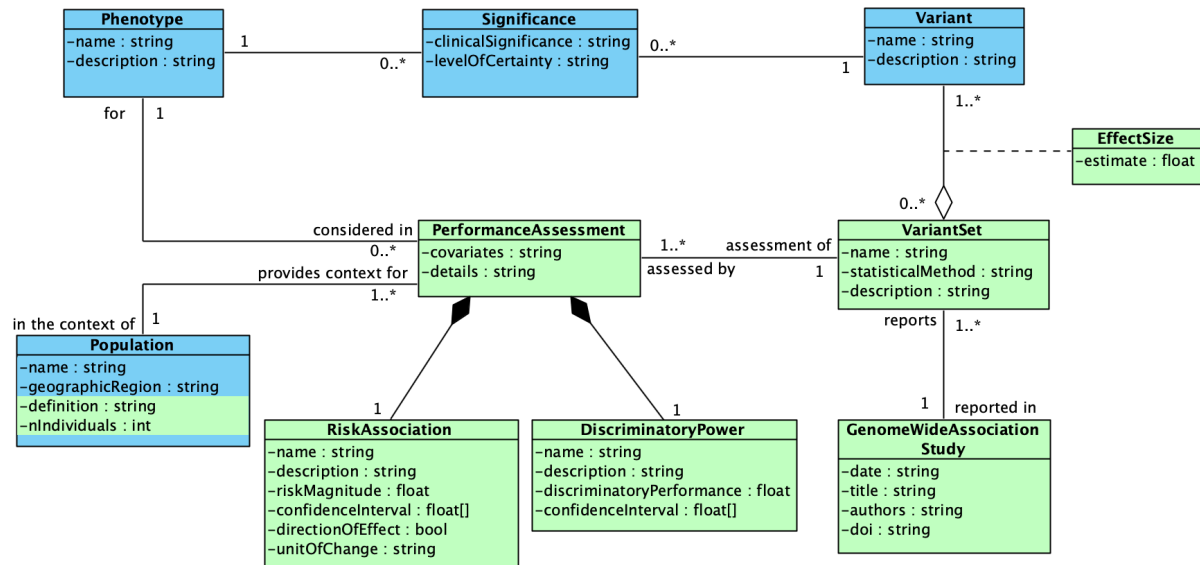 Phenotype
-name : string
-description : string
1
0..*
Significance
-clinicalSignificance : string
-levelOfCertainty : string
0..*
1
Variant
-name : string
-description : string
1..*
EffectSize
-estimate : float
for
1
considered in
0..*
provides context for
1..*
in the context of
1
PerformanceAssessment
-covariates : string
-details : string
1..*
assessed by
assessment of
1
0..*
VariantSet
-name : string
-statisticalMethod : string
-description : string
reports
1..*
1
reported in
Population
-name : string
-geographicRegion : string
-definition : string
-nIndividuals : int
1
RiskAssociation
-name : string
-description : string
-riskMagnitude : float
-confidenceInterval : float[]
-directionOfEffect : bool
-unitOfChange : string
1
DiscriminatoryPower
-name : string
-description : string
-discriminatoryPerformance : float
-confidenceInterval : float[]
GenomeWideAssociation
Study
-date : string
-title : string
-authors : string
-doi : string